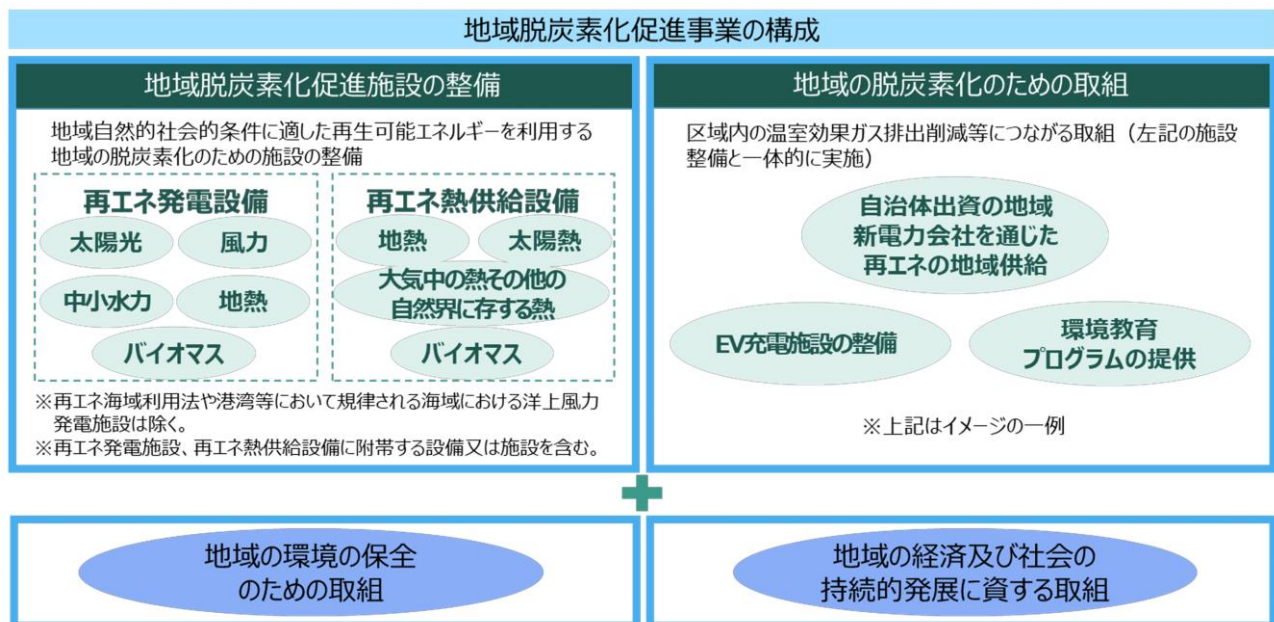 地域脱炭素化促進事業の構成
地域脱炭素化促進施設の整備
地域自然的社会的条件に適した再生可能エネルギーを利用する
地域の脱炭素化のための施設の整備
再エネ発電設備
太陽光
風力
中小水力
地熱
バイオマス
再エネ熱供給設備
地熱
太陽熱
大気中の熱その他の
自然界に存する熱
バイオマス
※再エネ海域利用法や港湾等において規律される海域における洋上風力
発電施設は除く。
※再エネ発電施設、再エネ熱供給設備に附帯する設備又は施設を含む。
地域の脱炭素化のための取組
区域内の温室効果ガス排出削減等につながる取組（左記の施設
整備と一体的に実施）
自治体出資の地域
新電力会社を通じた
再エネの地域供給
EV充電施設の整備
環境教育
プログラムの提供
※上記はイメージの一例
地域の環境の保全
のための取組
地域の経済及び社会の
持続的発展に資する取組